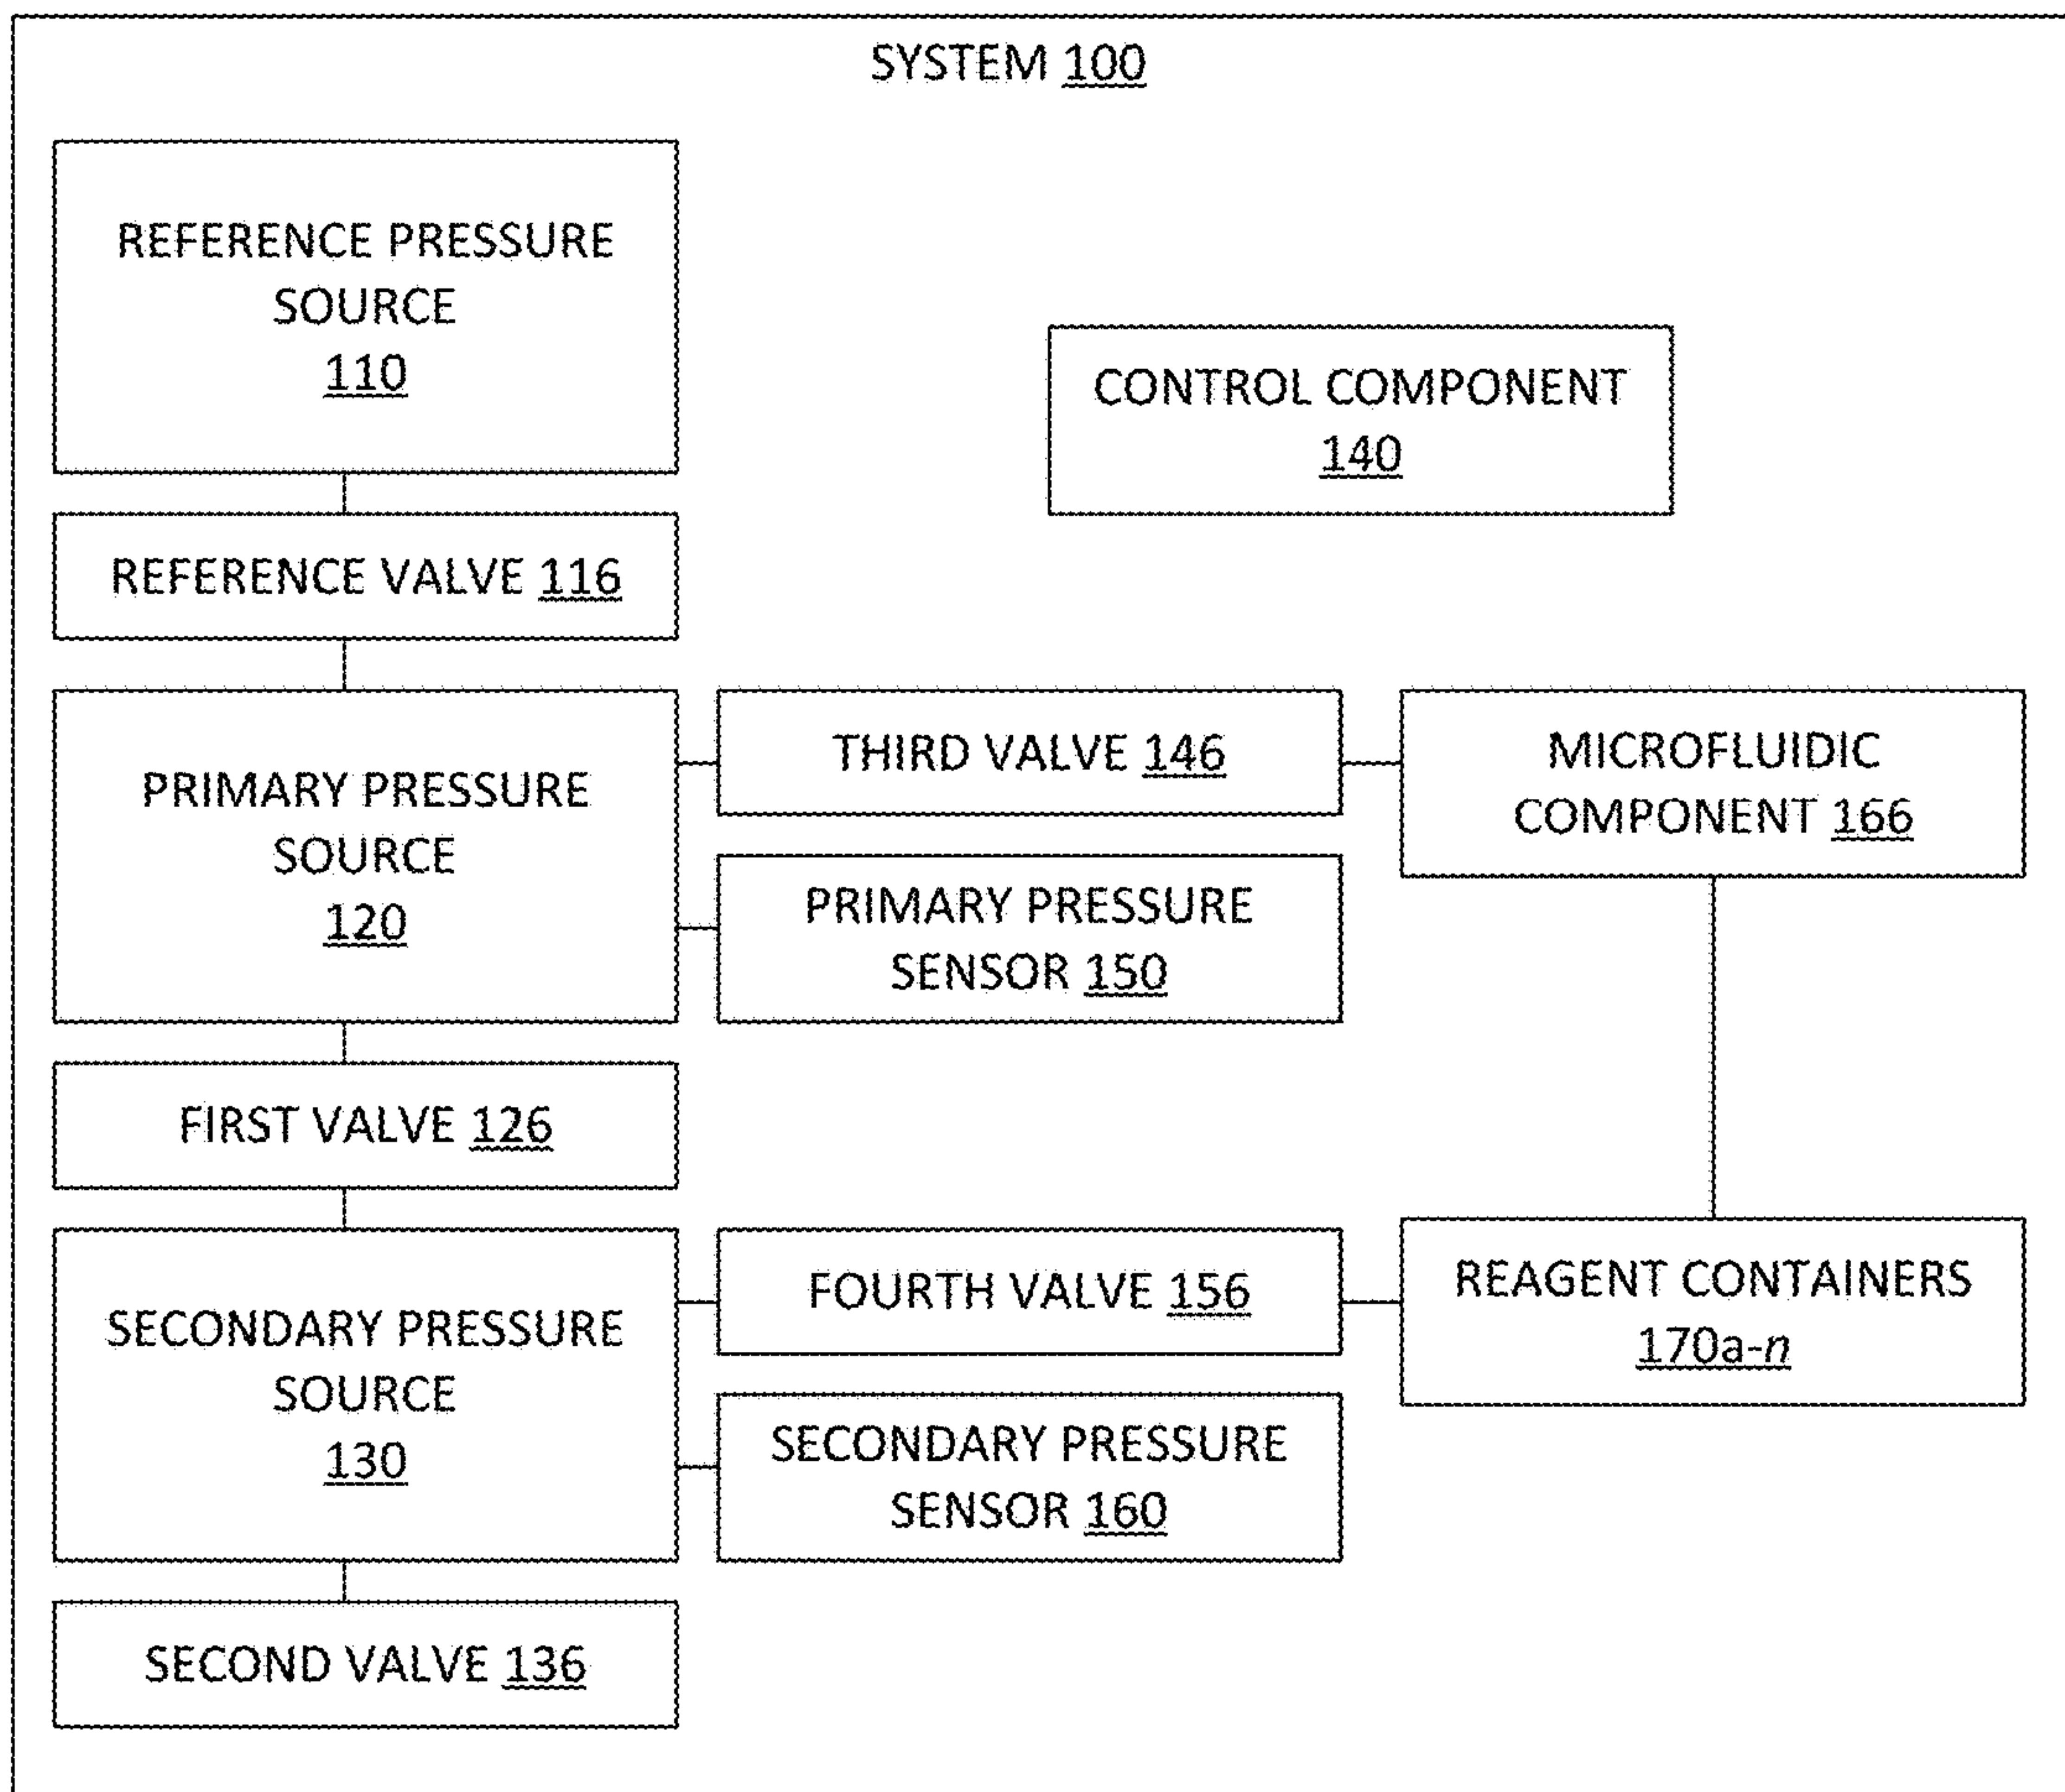 SYSTEM 100
REFERENCE PRESSURE
SOURCE
110
CONTROL COMPONENT
140
REFERENCE VALVE 116
PRIMARY PRESSURE
SOURCE
120
THIRD VALVE 146
MICROFLUIDIC
COMPONENT 166
PRIMARY PRESSURE
SENSOR 150
FIRST VALVE 126
SECONDARY PRESSURE
SOURCE
130
FOURTH VALVE 156
REAGENT CONTAINERS
170a-n
SECONDARY PRESSURE
SENSOR 160
SECOND VALVE 136